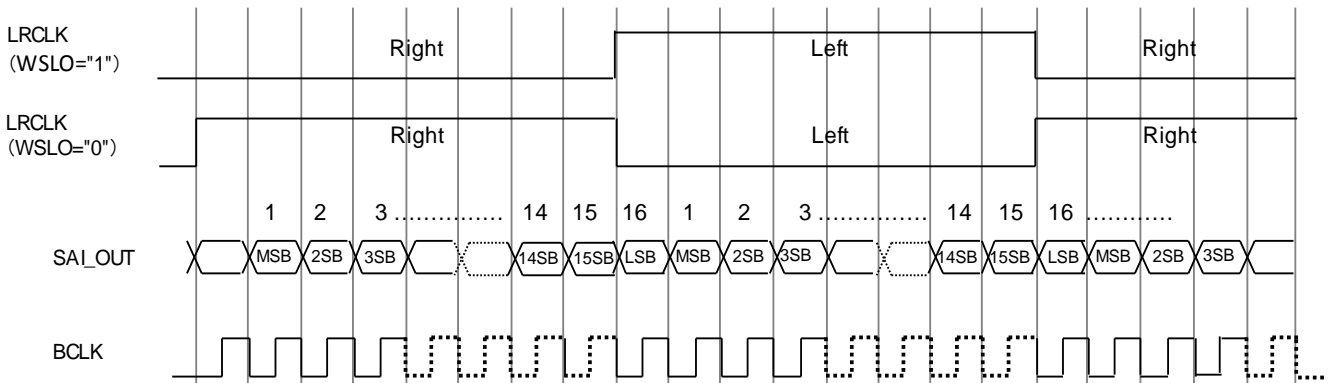 LRCLK
(WSLO="1")
Right Left Right
LRCLK
(WSLO="0")
Right Left Right
1 2 3 ............... 14 15 16 1 2 3 ............... 14 15 16 ............
SAI_OUT MSB 2SB 3SB 14SB 15SB LSB MSB 2SB 3SB 14SB 15SB LSB MSB 2SB 3SB
BCLK